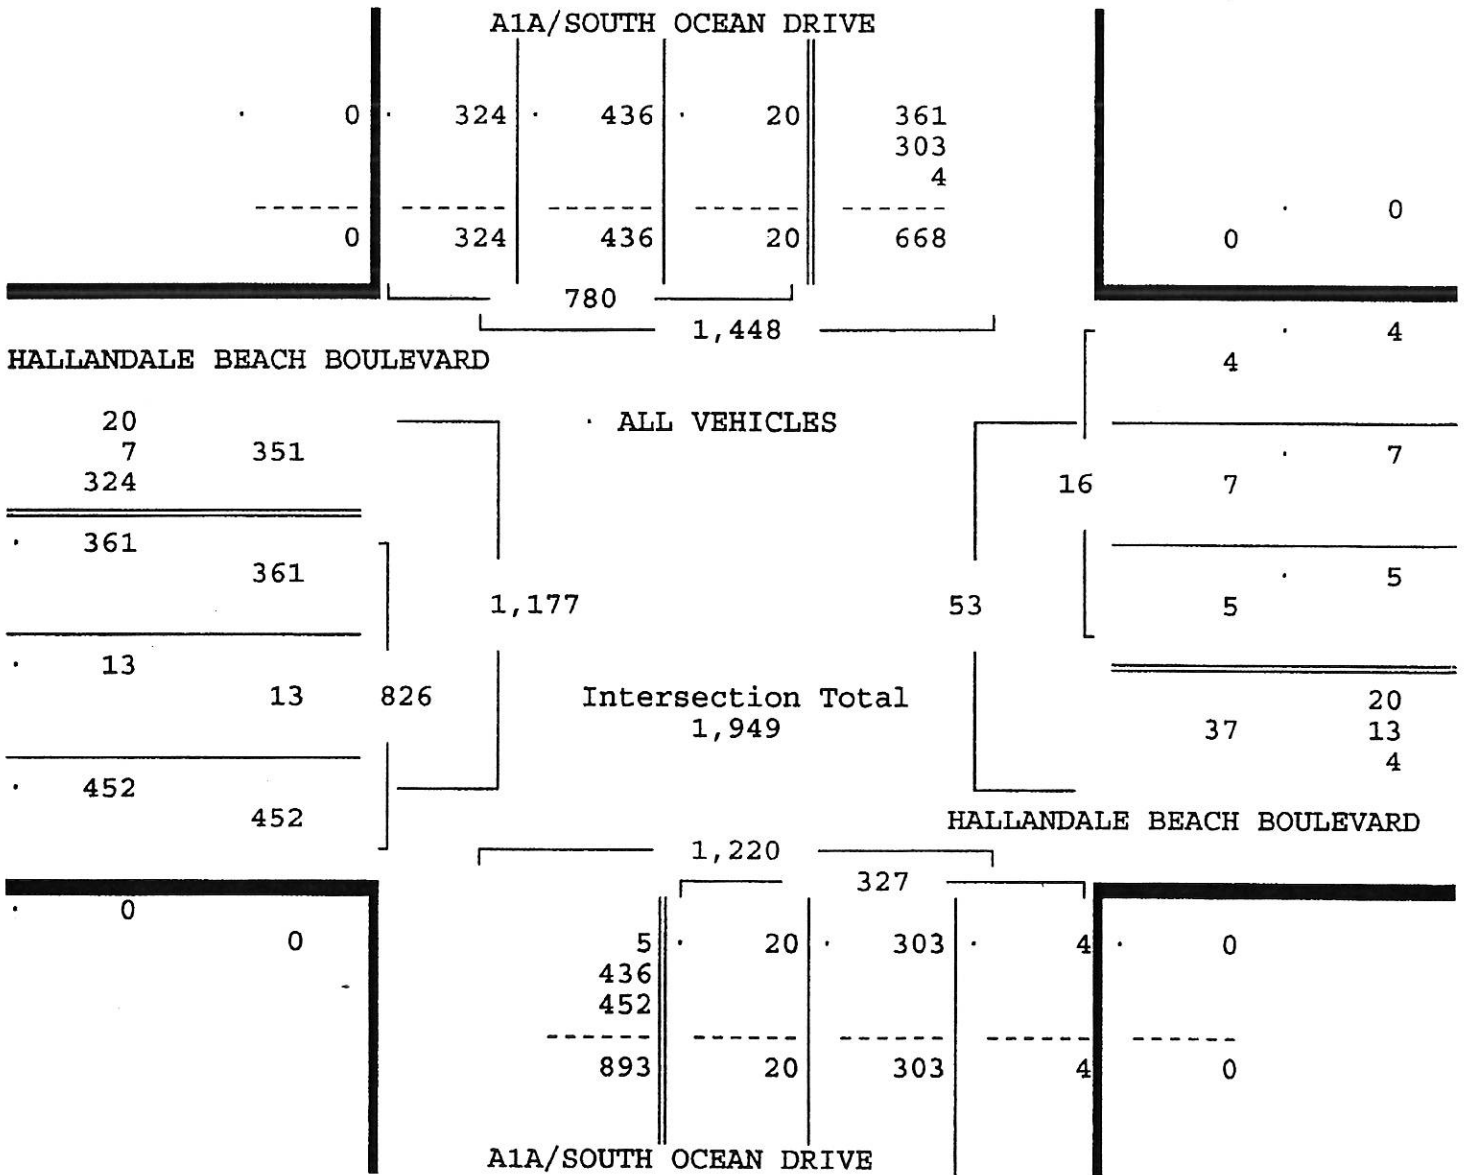 A1A/SOUTH OCEAN DRIVE
0 324 436 20 361
303
4
0
0 324 436 20 668 0
780
1,448 4
HALLANDALE BEACH BOULEVARD 4
20 ALL VEHICLES
7 351 7
324 16 7
361
361 5
1,177 53 5
13
13 826 Intersection Total 20
1,949 37 13
4
452
452 HALLANDALE BEACH BOULEVARD
1,220
327
0
0 5 20 303 4 0
436
452
893 20 303 4 0
A1A/SOUTH OCEAN DRIVE